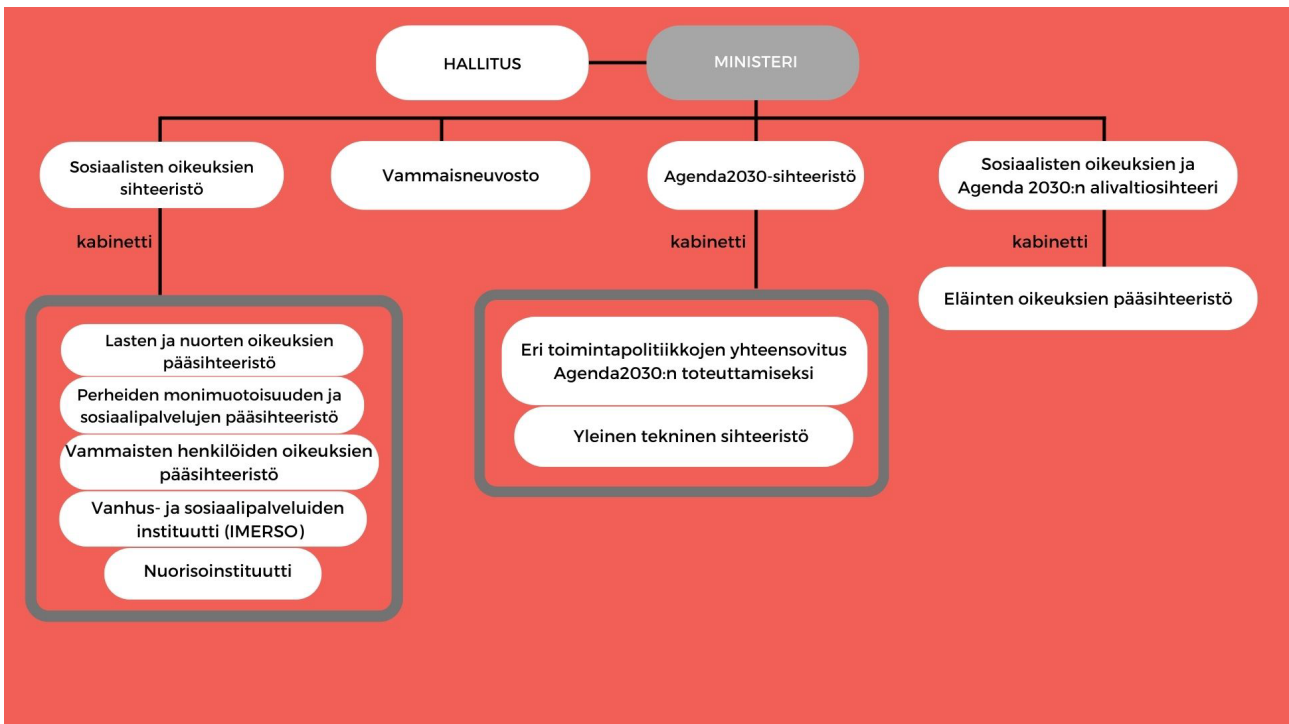 HALLITUS
MINISTERI
Sosiaalisten oikeuksien
sihteeristö
Vammaisneuvosto
Agenda2030-sihteeristö
Sosiaalisten oikeuksien ja
Agenda 2030:n alivaltiosihteeri
kabinetti
kabinetti
kabinetti
Eläinten oikeuksien pääsihteeristö
Lasten ja nuorten oikeuksien
pääsihteeristö
Perheiden monimuotoisuuden ja
sosiaalipalvelujen pääsihteeristö
Vammaisten henkilöiden oikeuksien
pääsihteeristö
Vanhus- ja sosiaalipalveluiden
instituutti (IMERSO)
Nuorisoinstituutti
Eri toimintapolitiikkojen yhteensovitus
Agenda2030:n toteuttamiseksi
Yleinen tekninen sihteeristö